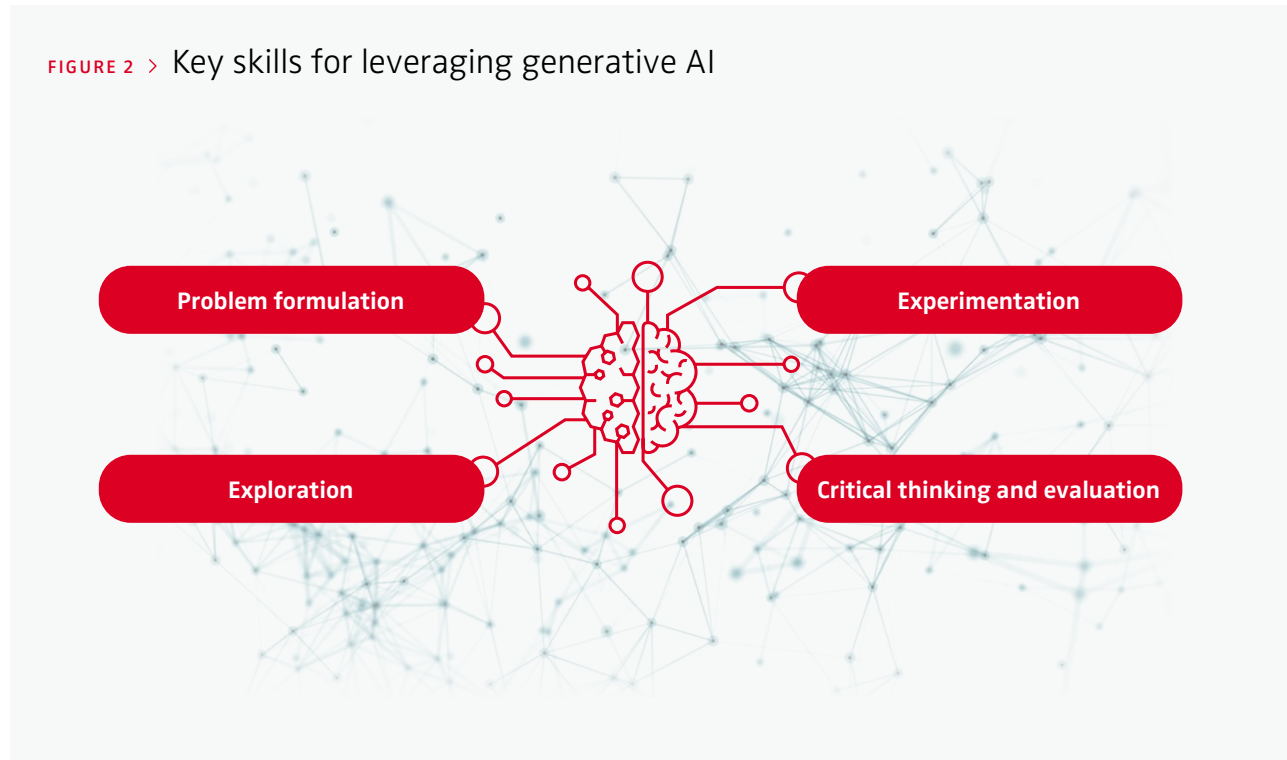 FIGURE 2 > Key skills for leveraging generative AI
Problem formulation
Experimentation
Exploration
Critical thinking and evaluation